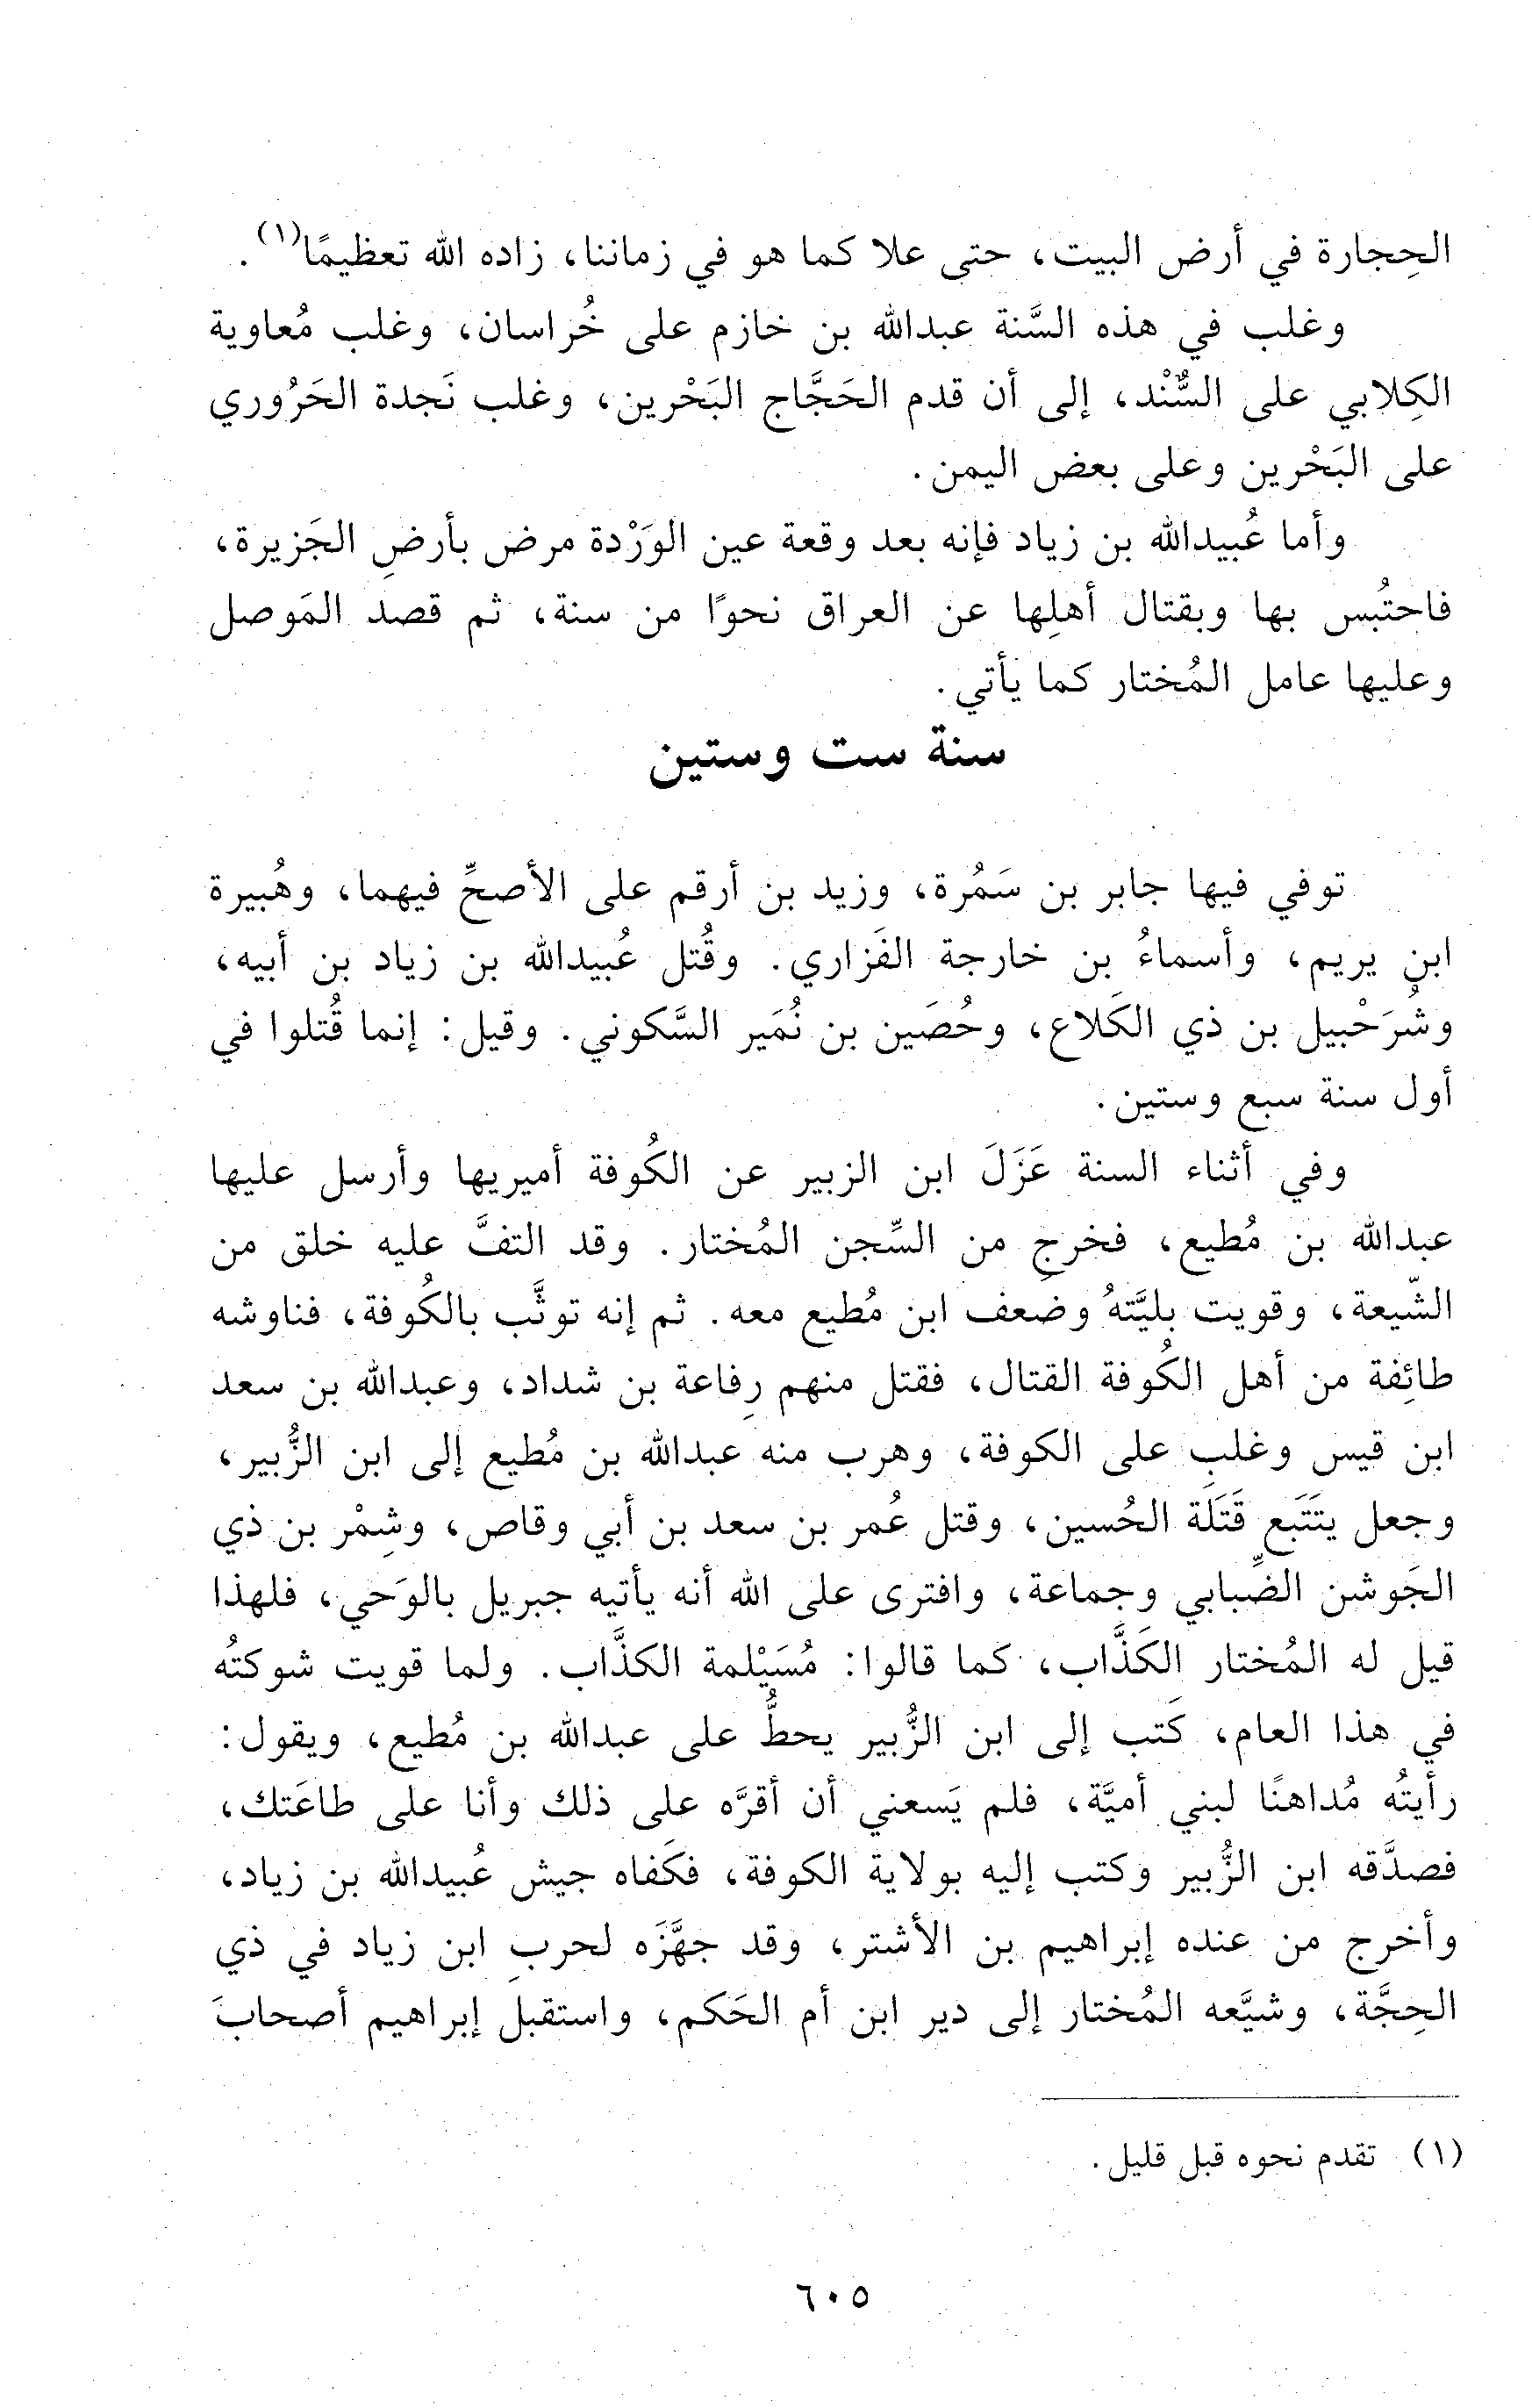 الحِجارة في أرض البيت، حتى علا كما هو في زماننا، زاده الله تعظيمًا(١).
وغلب في هذه السَّنة عبدالله بن خازم على خُراسان، وغلب مُعاوية
الكِلابي على السُّنْد، إلى أن قدم الحَجَّاج البَحْرين، وغلب نَجدة الحَرُوري
على البَحْرين وعلى بعض اليمن.
وأما عُبيدالله بن زياد فإنه بعد وقعة عين الوَرْدة مرض بأرضِ الجَزيرة،
فاحتُبس بها وبقتال أهلِها عن العراق نحوًا من سنة، ثم قصد المَوصل
وعليها عامل المُختار كما يأتي.
سنة ست وستين
توفي فيها جابر بن سَمُرة، وزيد بن أرقم على الأصحِّ فيهما، وهُبيرة
ابن يريم، وأسماءُ بن خارجة الفَزاري. وقُتل عُبيدالله بن زياد بن أبيه،
وشُرَحْبيل بن ذي الكَلاع، وحُصَين بن نُمَير السَّكوني. وقيل: إنما قُتلوا في
أول سنة سبع وستين.
وفي أثناء السنة عَزَلَ ابن الزبير عن الكُوفة أميريها وأرسل عليها
عبدالله بن مُطيع، فخرج من السِّجن المُختار. وقد التفَّ عليه خلق من
الشّيعة، وقويت بليَّتهُ وضعف ابن مُطيع معه. ثم إنه توثَّب بالكُوفة، فناوشه
طائِفة من أهل الكُوفة القتال، فقتل منهم رِفاعة بن شداد، وعبدالله بن سعد
ابن قيس وغلب على الكوفة، وهرب منه عبدالله بن مُطيع إلى ابن الزُّبير،
وجعل يتَتَبع قَتَلَة الحُسين، وقتل عُمر بن سعد بن أبي وقاص، وشِمْر بن ذي
الجَوشن الضِّبابي وجماعة، وافترى على الله أنه يأتيه جبريل بالوَحي، فلهذا
قيل له المُختار الكَذَّاب، كما قالوا: مُسَيْلمة الكذَّاب. ولما قويت شوكتُه
في هذا العام، كَتب إلى ابن الزُّبير يحطُّ على عبدالله بن مُطيع، ويقول:
رأيتُه مُداهنًا لبني أميَّة، فلم يَسعني أن أقرَّه على ذلك وأنا على طاعَتك،
فصدَّقه ابن الزُّبير وكتب إليه بولاية الكوفة، فكَفاه جيش عُبيدالله بن زياد،
وأخرج من عنده إبراهيم بن الأشتر، وقد جهَّزَه لحربِ ابن زياد في ذي
الحِجَّة، وشيَّعه المُختار إلى دير ابن أم الحَكم، واستقبل إبراهيم أصحابَ
(١) تقدم نحوه قبل قليل.
٦٠٥